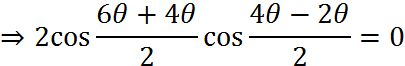 ⇒ 2cos (6θ + 4θ)/2 cos (4θ − 2θ)/2 = 0